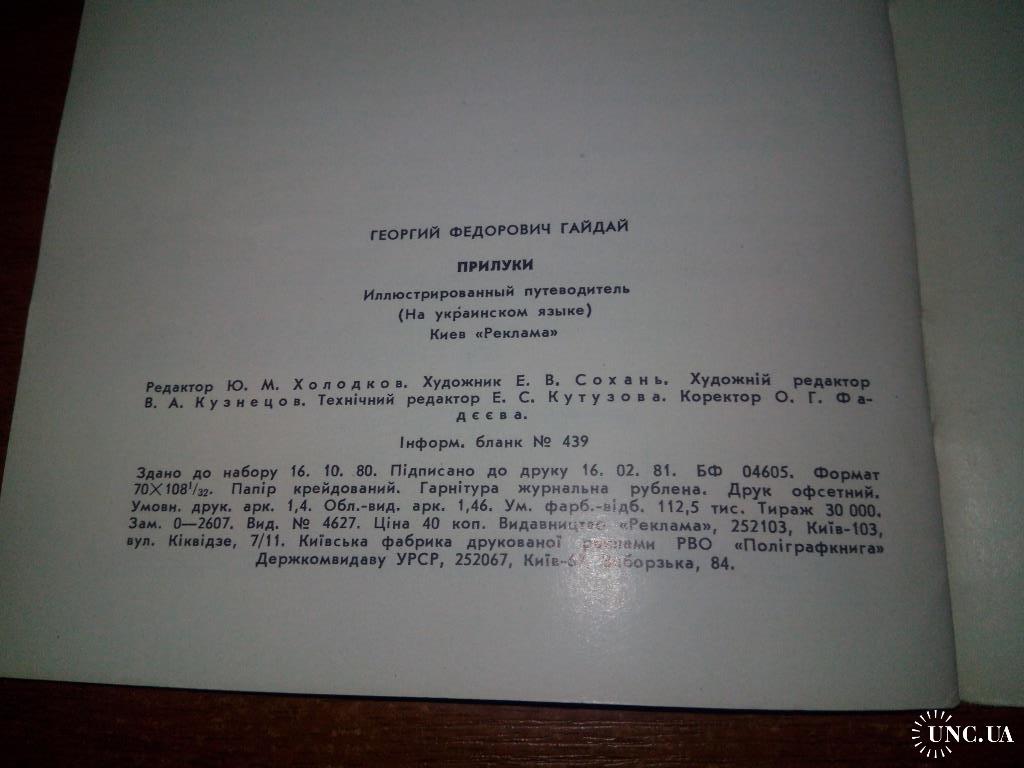 ГЕОРГИЙ ФЕДОРОВИЧ ГАЙДАЙ
ПРИЛУКИ
Иллюстрированный путеводитель
(На украинском языке)
Киев «Реклама»
Редактор Ю. М. Холодков. Художник Е. В. Сохань. Художній редактор
В. А. Кузнецов. Технічний редактор Е. С. Кутузова. Коректор О. Г. Фа-
дєєва.
Інформ. бланк № 439
Здано до набору 16. 10. 80. Підписано до друку 16. 02. 81. БФ 04605. Формат
70×108¹/₃₂. Папір крейдований. Гарнітура журнальна рублена. Друк офсетний.
Умовн. друк. арк. 1,4. Обл.-вид. арк. 1,46. Ум. фарб.-відб. 112,5 тис. Тираж 30 000.
Зам. 0—2607. Вид. № 4627. Ціна 40 коп. Видавництво «Реклама», 252103, Київ-103,
вул. Кіквідзе, 7/11. Київська фабрика друкованої реклами РВО «Поліграфкнига»
Держкомвидаву УРСР, 252067, Київ-67, Виборзька, 84.
UNC.UA